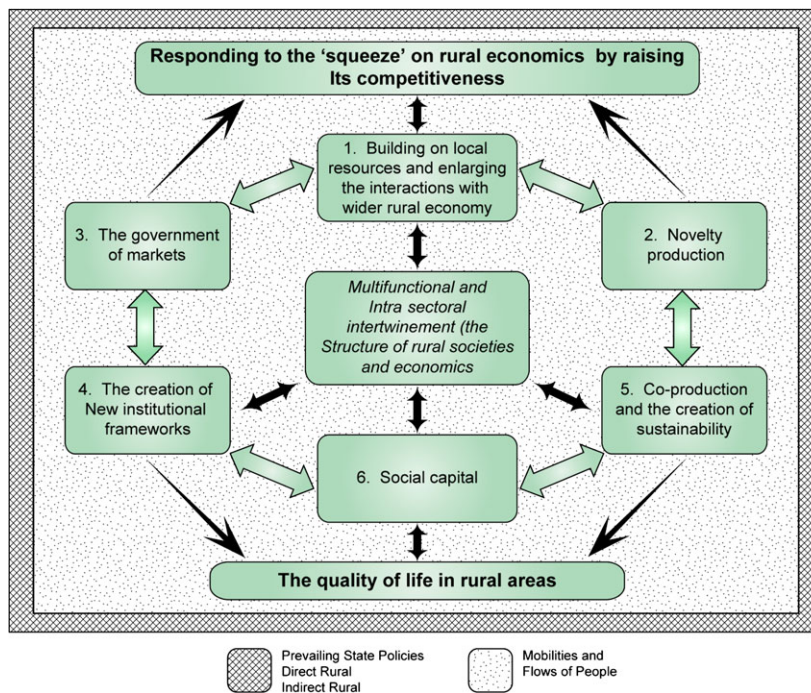 Responding to the ‘squeeze’ on rural economics by raising
Its competitiveness
1. Building on local
resources and enlarging
the interactions with
wider rural economy
3. The government
of markets
2. Novelty
production
Multifunctional and
Intra sectoral
intertwinement (the
Structure of rural societies
and economics
4. The creation of
New institutional
frameworks
5. Co-production
and the creation of
sustainability
6. Social capital
The quality of life in rural areas
Prevailing State Policies
Direct Rural
Indirect Rural
Mobilities and
Flows of People